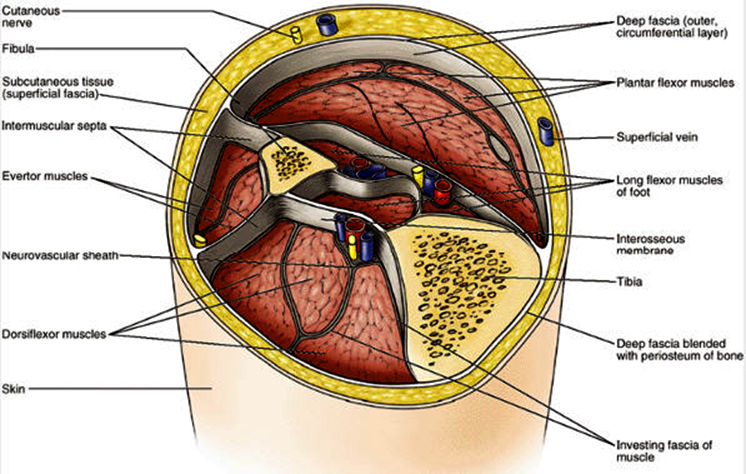 Cutaneous
nerve
Fibula
Subcutaneous tissue
(superficial fascia)
Intermuscular septa
Evertor muscles
Neurovascular sheath
Dorsiflexor muscles
Skin
Deep fascia (outer,
circumferential layer)
Plantar flexor muscles
Superficial vein
Long flexor muscles
of foot
Interosseous
membrane
Tibia
Deep fascia blended
with periosteum of bone
Investing fascia of
muscle